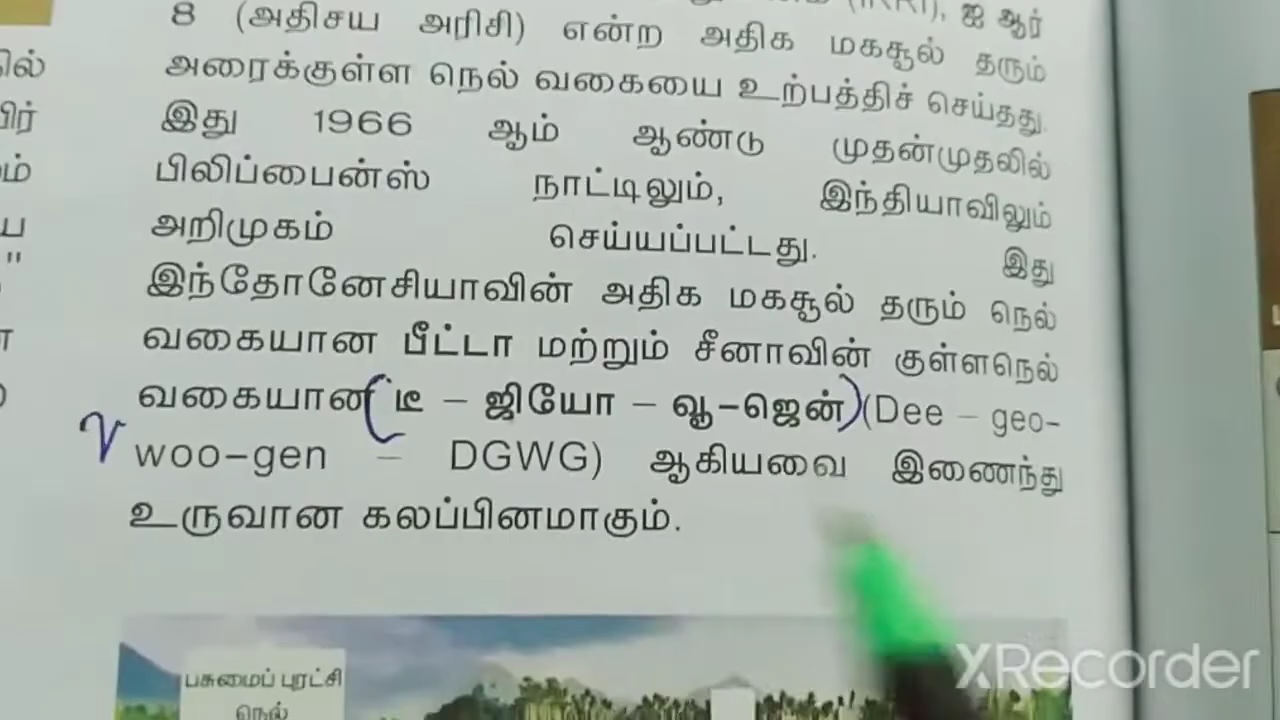 (IRRI), ஐ ஆர்
8 (அதிசய அரிசி) என்ற அதிக மகசூல் தரும்
அரைக்குள்ள நெல் வகையை உற்பத்திச் செய்தது.
இது 1966 ஆம் ஆண்டு முதன்முதலில்
பிலிப்பைன்ஸ் நாட்டிலும், இந்தியாவிலும்
அறிமுகம் செய்யப்பட்டது. இது
இந்தோனேசியாவின் அதிக மகசூல் தரும் நெல்
வகையான பீட்டா மற்றும் சீனாவின் குள்ளநெல்
வகையான டீ – ஜியோ – வூ-ஜென் (Dee – geo-
woo-gen – DGWG) ஆகியவை இணைந்து
உருவான கலப்பினமாகும்.
பசுமைப் புரட்சி
நெல்
XRecorder